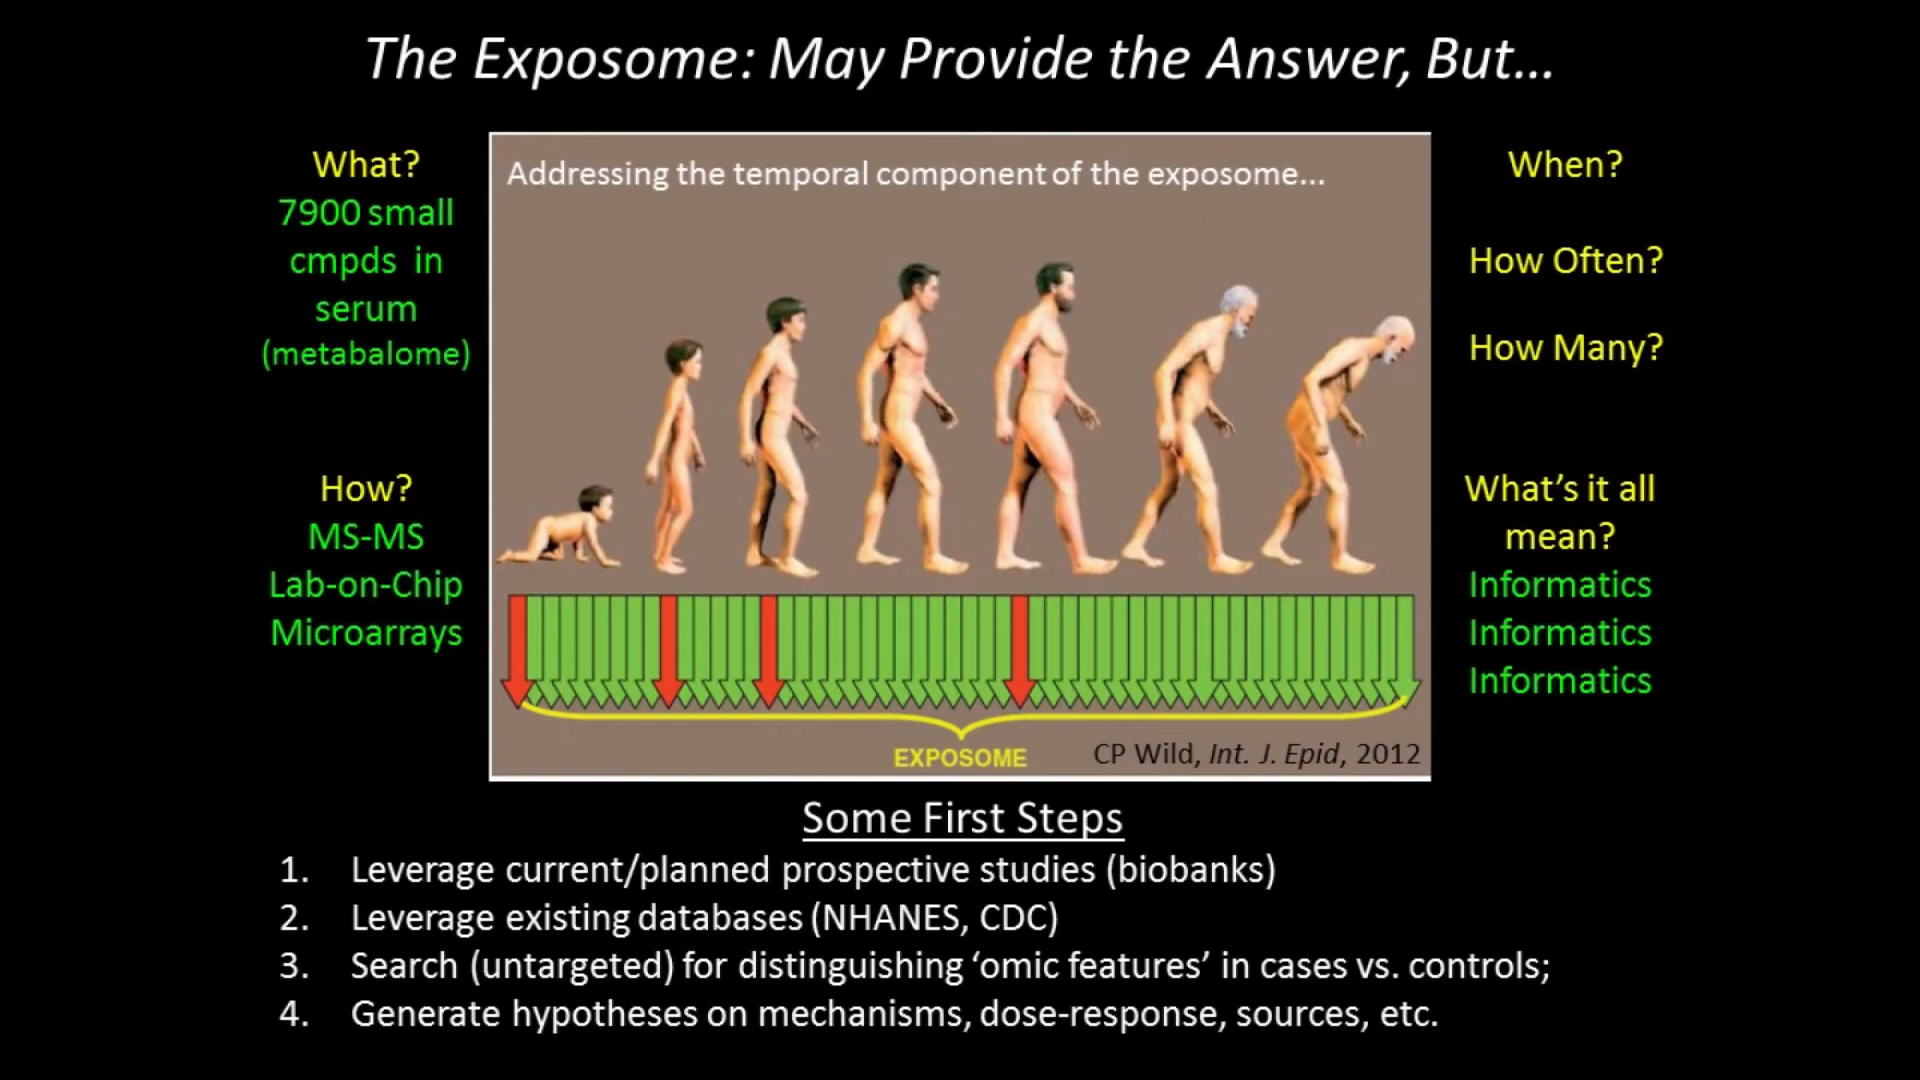 The Exposome: May Provide the Answer, But...
What?
7900 small
cmpds in
serum
(metabalome)
How?
MS-MS
Lab-on-Chip
Microarrays
Addressing the temporal component of the exposome...
EXPOSOME
CP Wild, Int. J. Epid, 2012
When?
How Often?
How Many?
What's it all
mean?
Informatics
Informatics
Informatics
Some First Steps
1. Leverage current/planned prospective studies (biobanks)
2. Leverage existing databases (NHANES, CDC)
3. Search (untargeted) for distinguishing ‘omic features’ in cases vs. controls;
4. Generate hypotheses on mechanisms, dose-response, sources, etc.